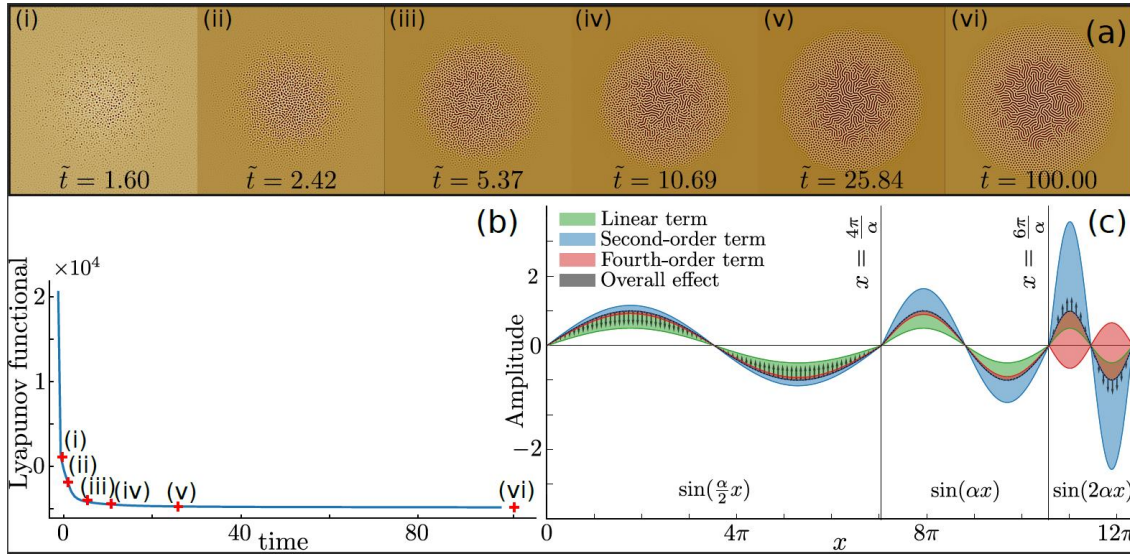 (i) (ii) (iii) (iv) (v) (vi)
(a)
t̃ = 1.60 t̃ = 2.42 t̃ = 5.37 t̃ = 10.69 t̃ = 25.84 t̃ = 100.00
(b)
×10⁴
2
1
0
Lyapunov functional
(i)
(ii)
(iii)
(iv)
(v)
(vi)
0 40 80
time
(c)
Linear term
Second-order term
Fourth-order term
Overall effect
x = 4π/α
x = 6π/α
2
0
−2
Amplitude
sin(α/2 x) sin(αx) sin(2αx)
0 4π 8π 12π
x